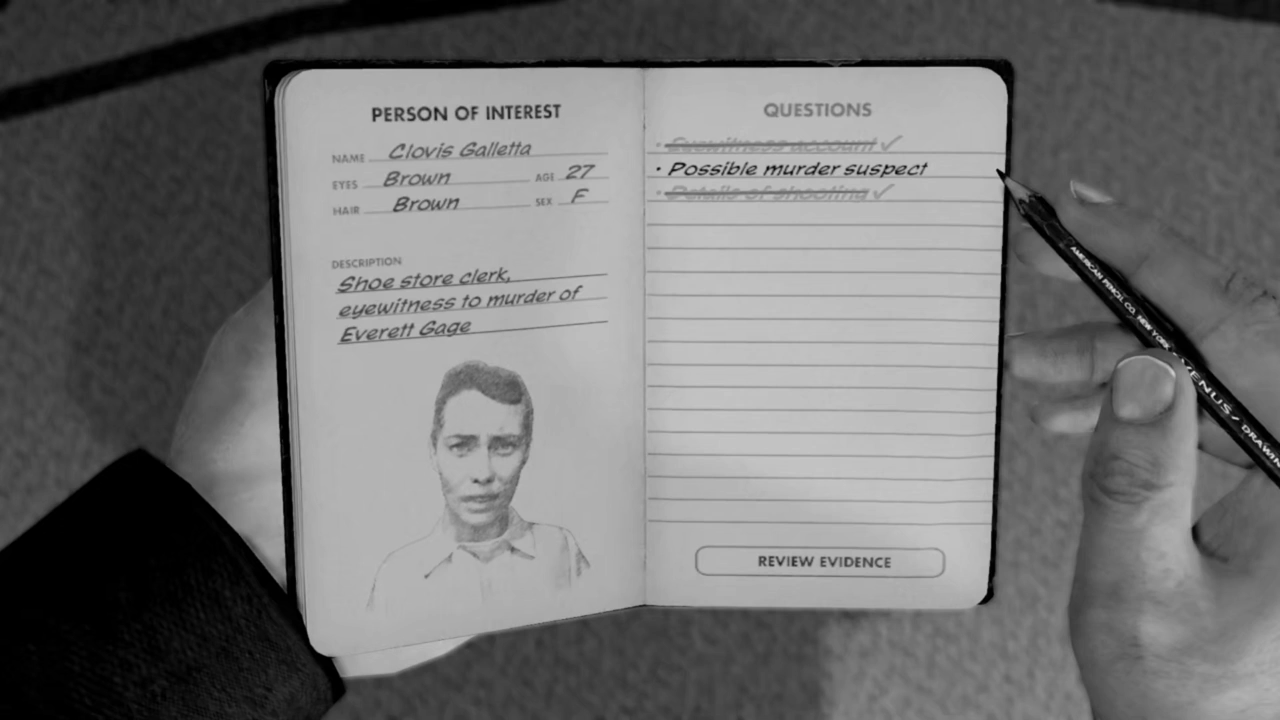 PERSON OF INTEREST
NAME Clovis Galletta
EYES Brown AGE 27
HAIR Brown SEX F
DESCRIPTION
Shoe store clerk,
eyewitness to murder of
Everett Gage
QUESTIONS
• Eyewitness account ✓
• Possible murder suspect
• Details of shooting ✓
REVIEW EVIDENCE
AMERICAN PENCIL CO. NEW YORK VENUS/ DRAWIN